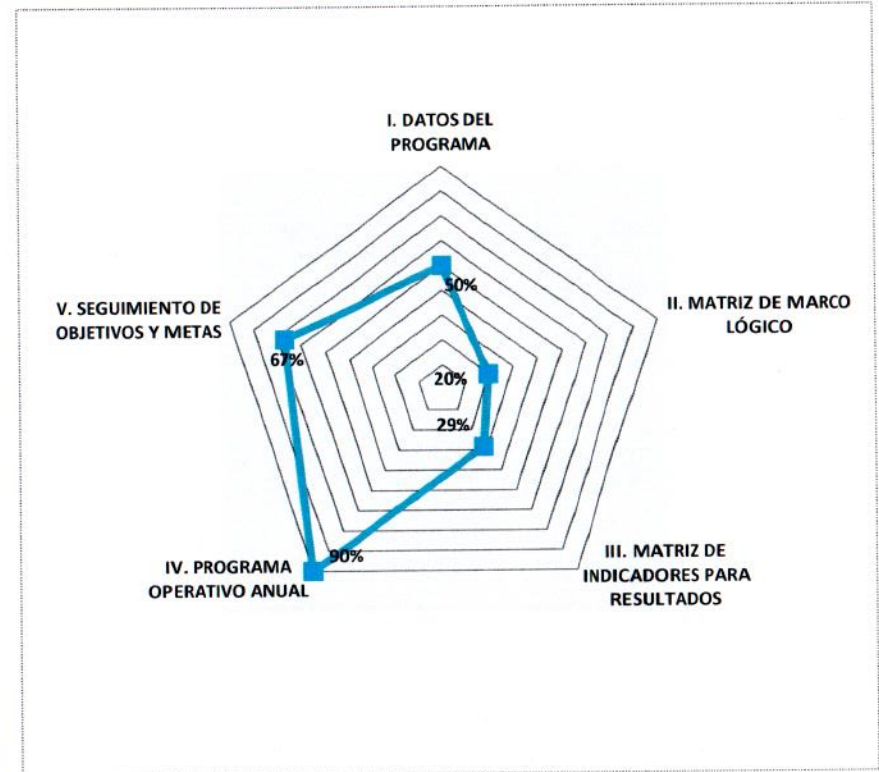 I. DATOS DEL
PROGRAMA
50%
II. MATRIZ DE MARCO
LÓGICO
20%
III. MATRIZ DE
INDICADORES PARA
RESULTADOS
29%
IV. PROGRAMA
OPERATIVO ANUAL
90%
V. SEGUIMIENTO DE
OBJETIVOS Y METAS
67%